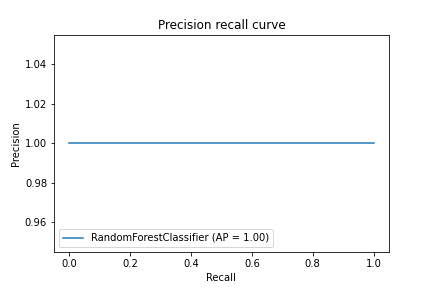 Precision recall curve
1.04
1.02
1.00
0.98
0.96
Precision
RandomForestClassifier (AP = 1.00)
0.0 0.2 0.4 0.6 0.8 1.0
Recall